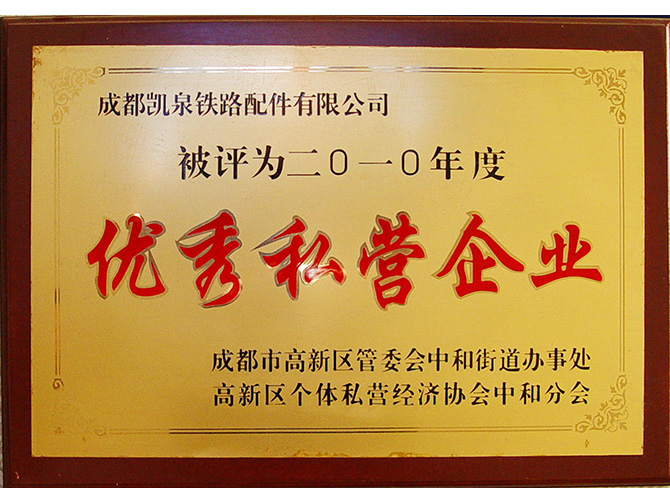 成都凯泉铁路配件有限公司
被评为二0一0年度
优秀私营企业
成都市高新区管委会中和街道办事处
高新区个体私营经济协会中和分会